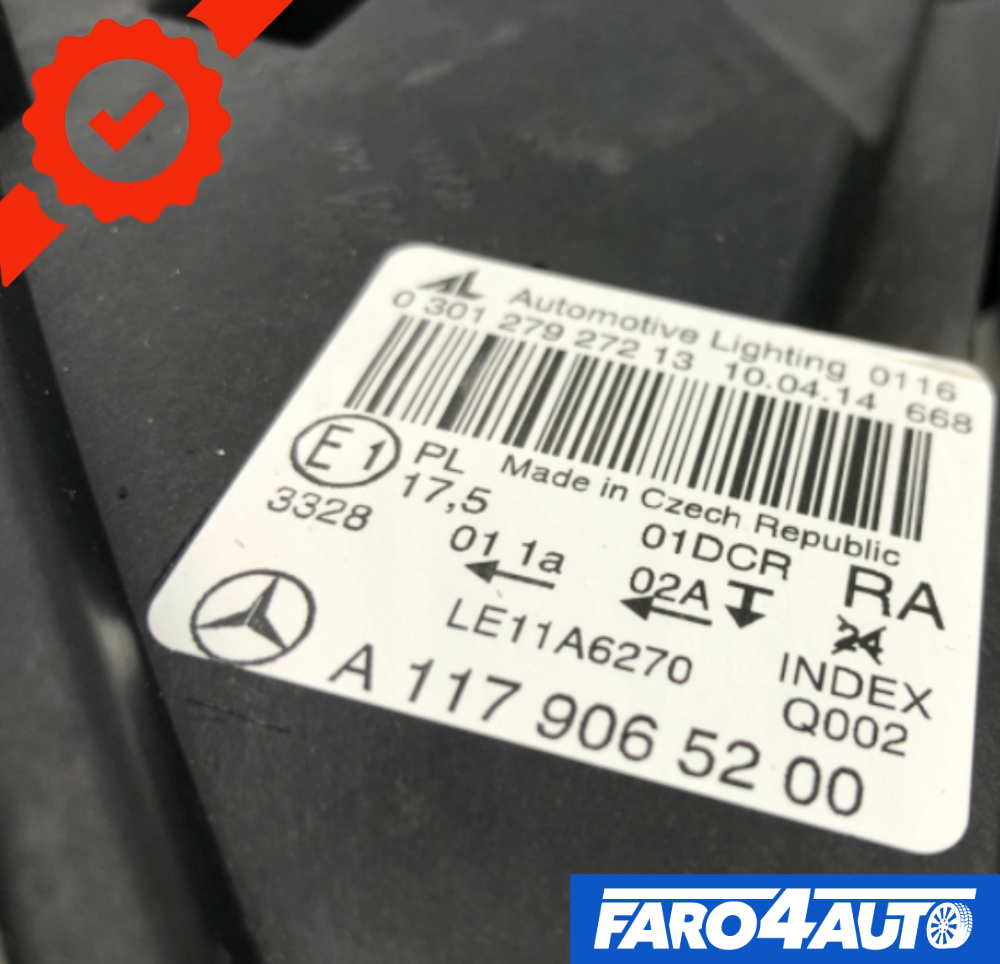 AL Automotive Lighting 0116
0 301 279 272 13 10.04.14 668
E1 PL Made in Czech Republic
17,5
3328
01 1a 01DCR RA
02A 24
LE11A6270 INDEX
Q002
A 117 906 52 00
FARO4AUTO